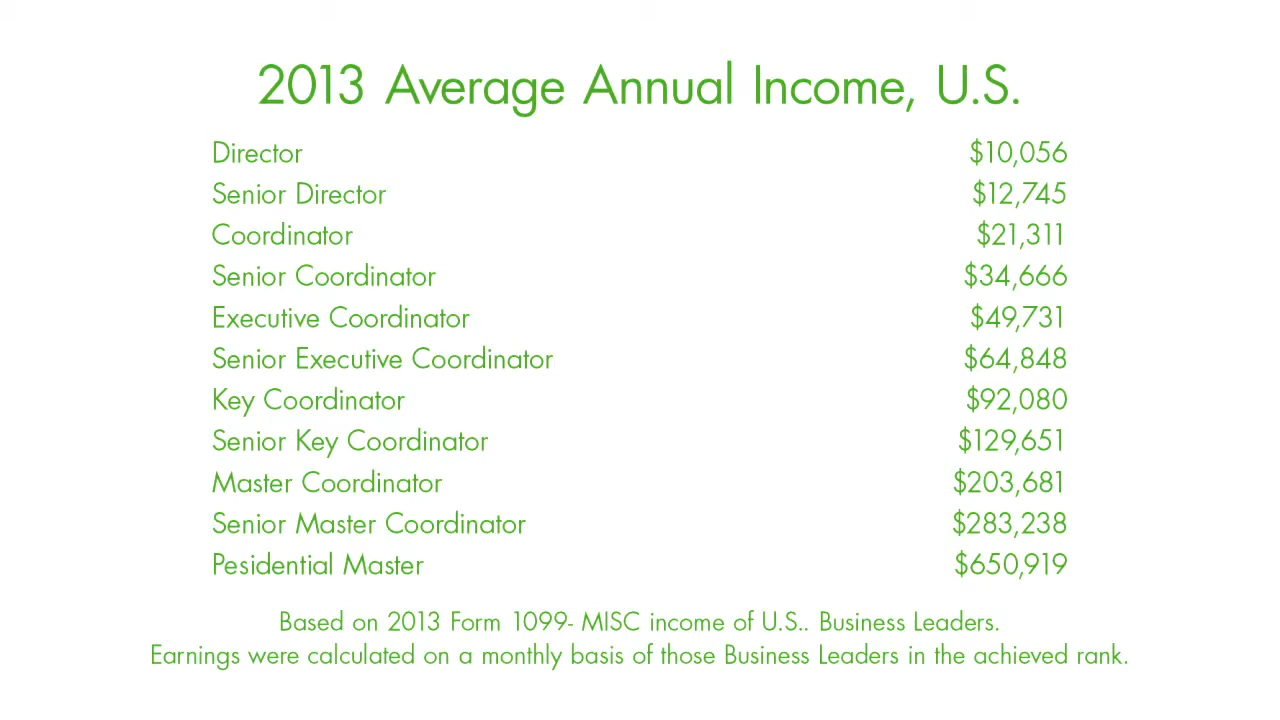 2013 Average Annual Income, U.S.
Director $10,056
Senior Director $12,745
Coordinator $21,311
Senior Coordinator $34,666
Executive Coordinator $49,731
Senior Executive Coordinator $64,848
Key Coordinator $92,080
Senior Key Coordinator $129,651
Master Coordinator $203,681
Senior Master Coordinator $283,238
Pesidential Master $650,919
Based on 2013 Form 1099- MISC income of U.S.. Business Leaders.
Earnings were calculated on a monthly basis of those Business Leaders in the achieved rank.